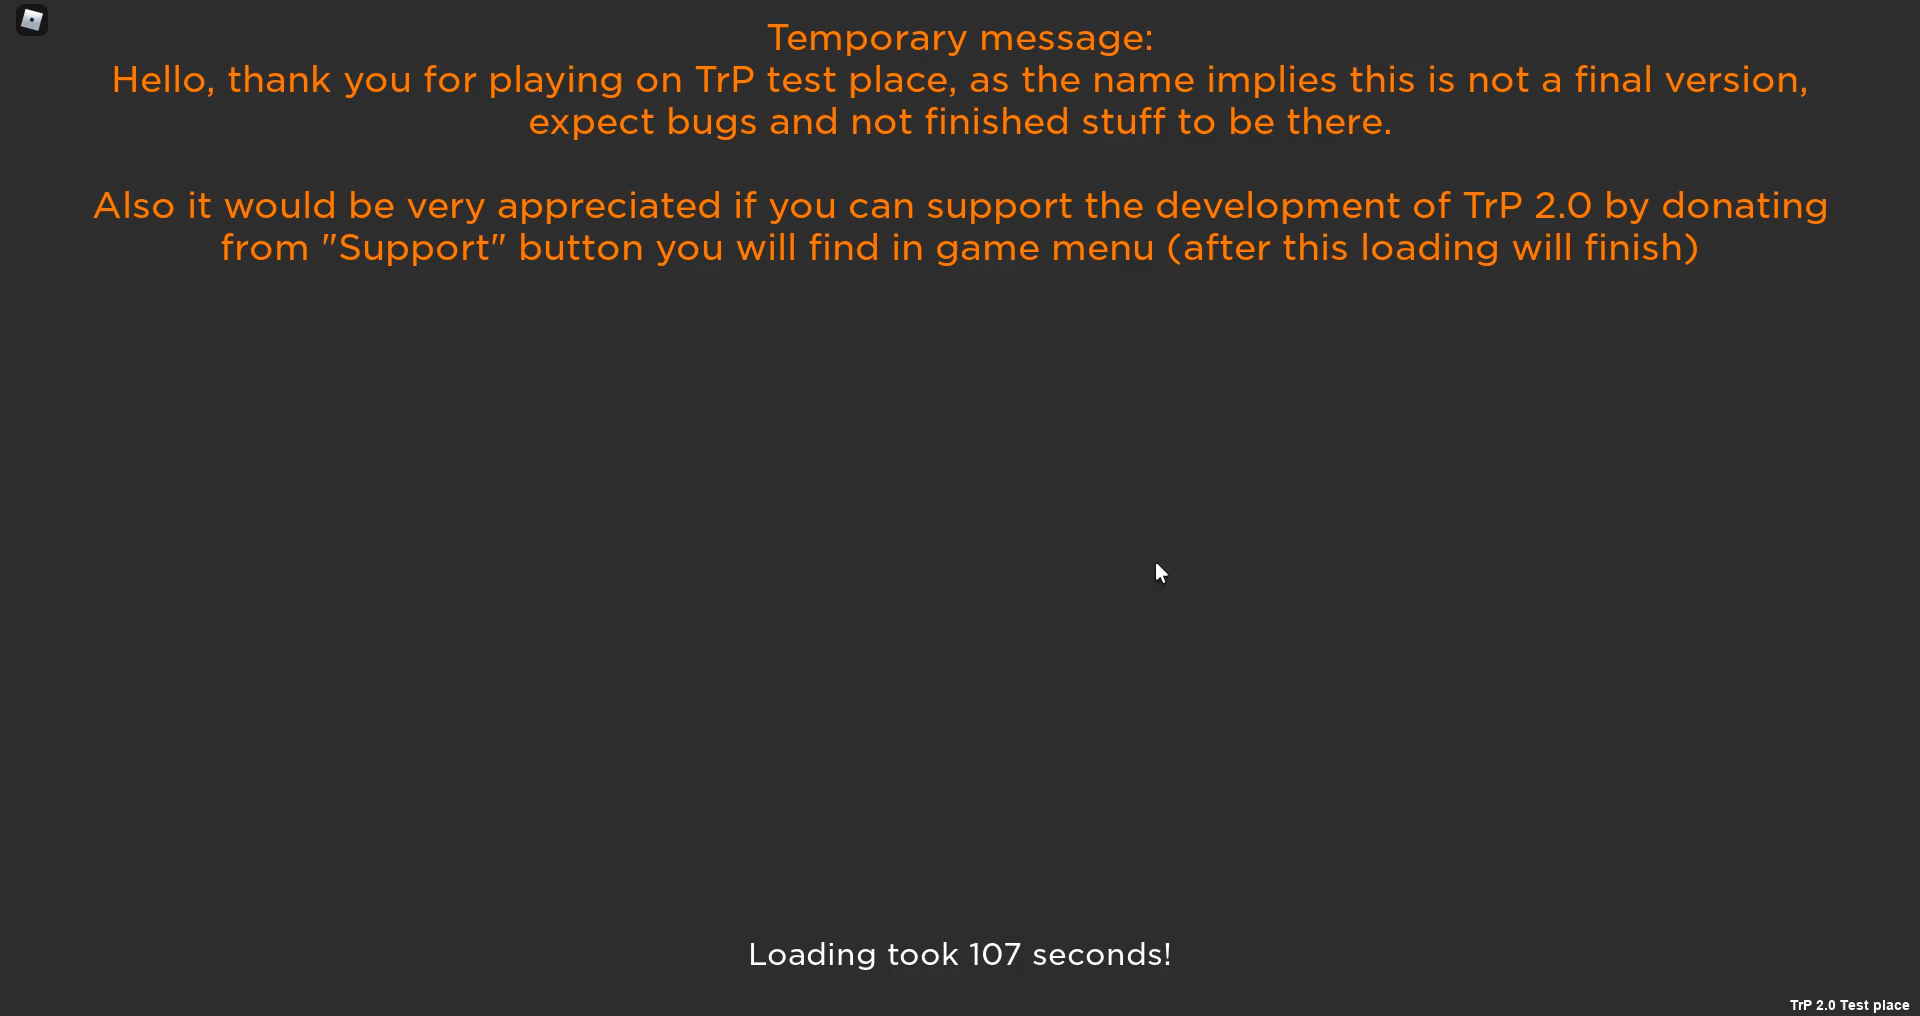 Temporary message:
Hello, thank you for playing on TrP test place, as the name implies this is not a final version,
expect bugs and not finished stuff to be there.
Also it would be very appreciated if you can support the development of TrP 2.0 by donating
from "Support" button you will find in game menu (after this loading will finish)
Loading took 107 seconds!
TrP 2.0 Test place